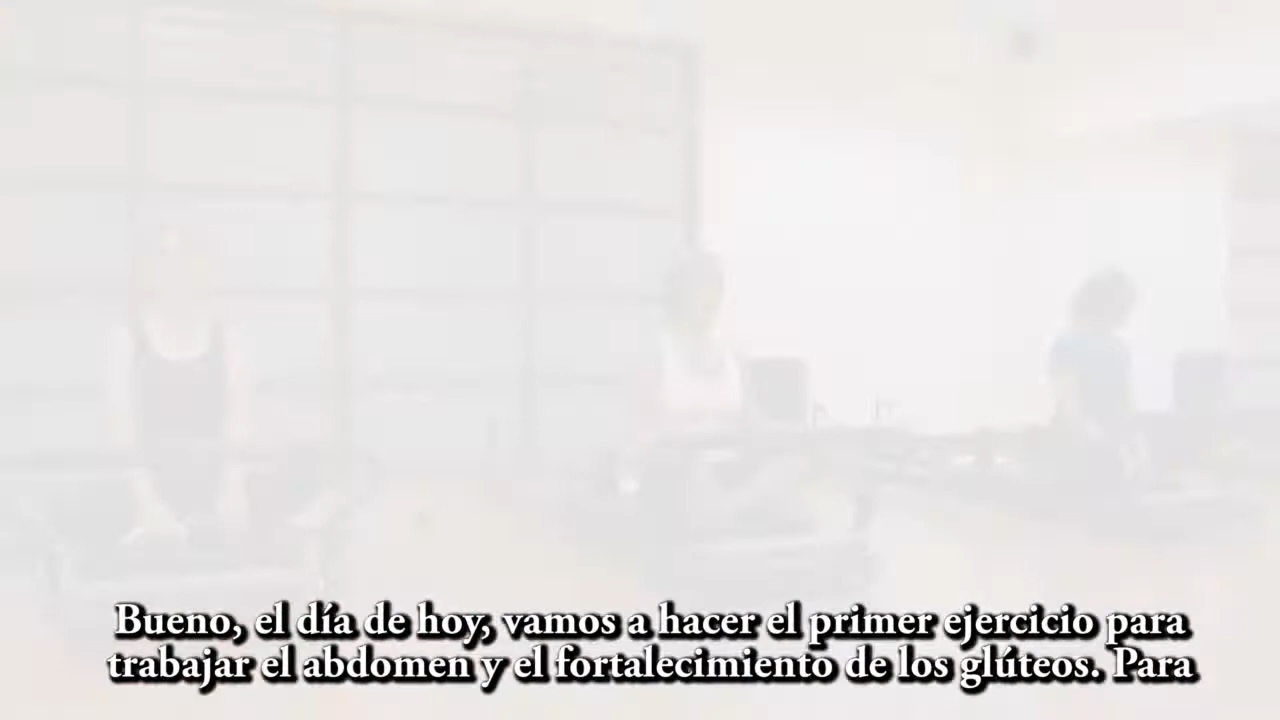 Bueno, el día de hoy, vamos a hacer el primer ejercicio para
trabajar el abdomen y el fortalecimiento de los glúteos. Para